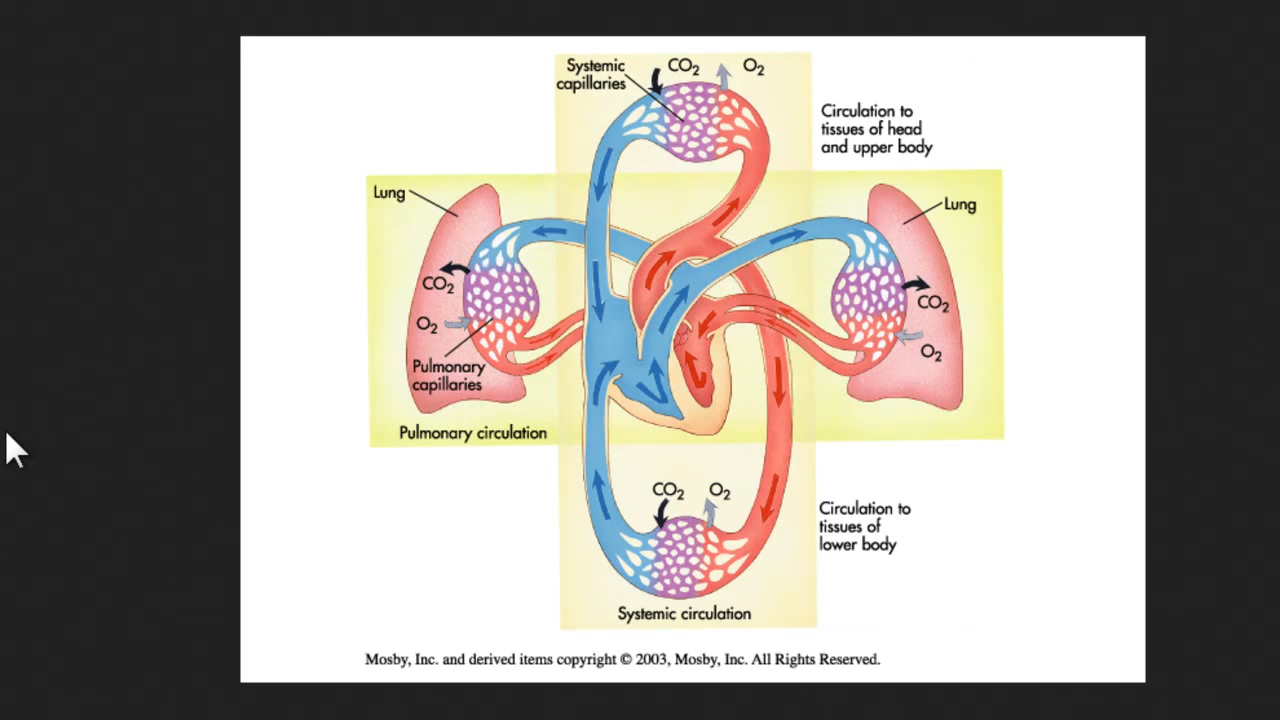 Systemic
capillaries
CO2
O2
Circulation to
tissues of head
and upper body
Lung
Lung
CO2
O2
CO2
O2
Pulmonary
capillaries
Pulmonary circulation
CO2
O2
Circulation to
tissues of
lower body
Systemic circulation
Mosby, Inc. and derived items copyright © 2003, Mosby, Inc. All Rights Reserved.